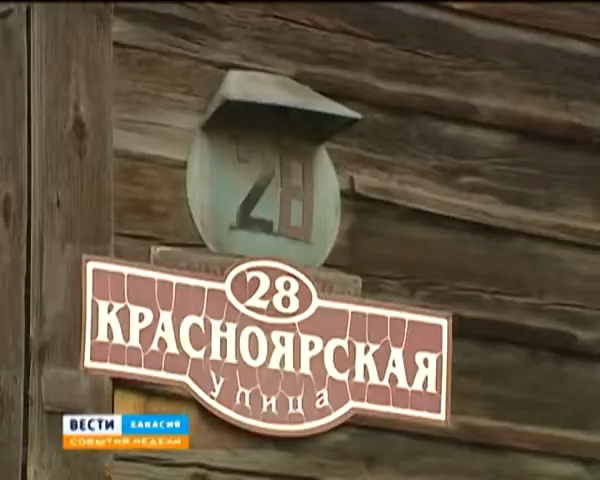 28
28
КРАСНОЯРСКАЯ
улица
ВЕСТИ ХАКАСИЯ
СОБЫТИЯ НЕДЕЛИ